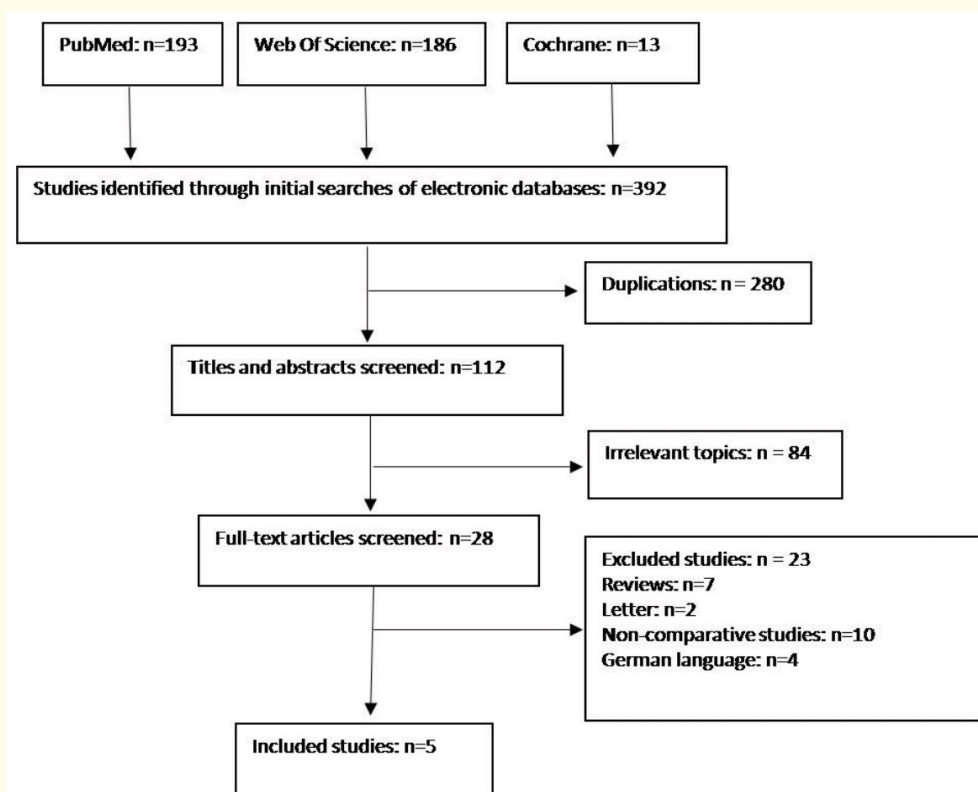 PubMed: n=193
Web Of Science: n=186
Cochrane: n=13
Studies identified through initial searches of electronic databases: n=392
Duplications: n = 280
Titles and abstracts screened: n=112
Irrelevant topics: n = 84
Full-text articles screened: n=28
Excluded studies: n = 23
Reviews: n=7
Letter: n=2
Non-comparative studies: n=10
German language: n=4
Included studies: n=5